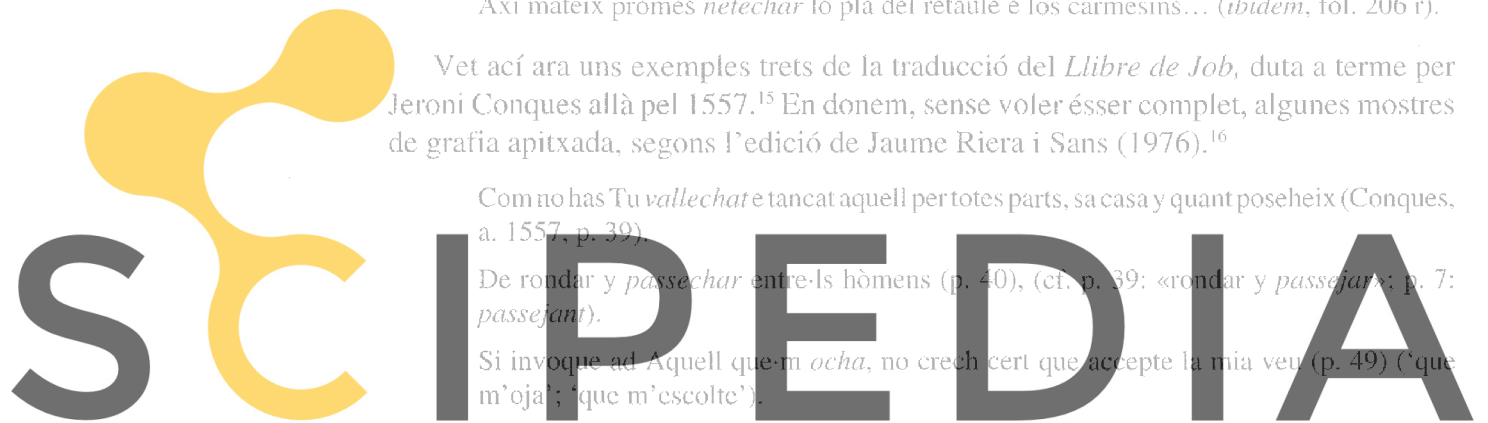 Axí mateix promès netechar lo pla del retaule e los carmesins… (ibidem, fol. 206 r).
Vet ací ara uns exemples trets de la traducció del Llibre de Job, duta a terme per
Jeroni Conques allà pel 1557.¹⁵ En donem, sense voler ésser complet, algunes mostres
de grafia apitxada, segons l'edició de Jaume Riera i Sans (1976).¹⁶
Com no has Tu vallechat e tancat aquell per totes parts, sa casa y quant poseheix (Conques,
a. 1557, p. 39).
De rondar y passechar entre·ls hòmens (p. 40), (cf. p. 39: «rondar y passejar»; p. 7:
passejant).
Si invoque ad Aquell que·m ocha, no crech cert que accepte la mia veu (p. 49) ('que
m'oja'; 'que m'escolte').
SCIPEDIA